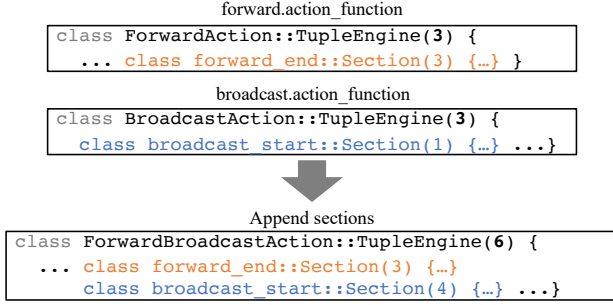 forward.action_function
class ForwardAction::TupleEngine(3) {
... class forward_end::Section(3) {…} }
broadcast.action_function
class BroadcastAction::TupleEngine(3) {
class broadcast_start::Section(1) {…} ...}
Append sections
class ForwardBroadcastAction::TupleEngine(6) {
... class forward_end::Section(3) {…}
class broadcast_start::Section(4) {…} ...}